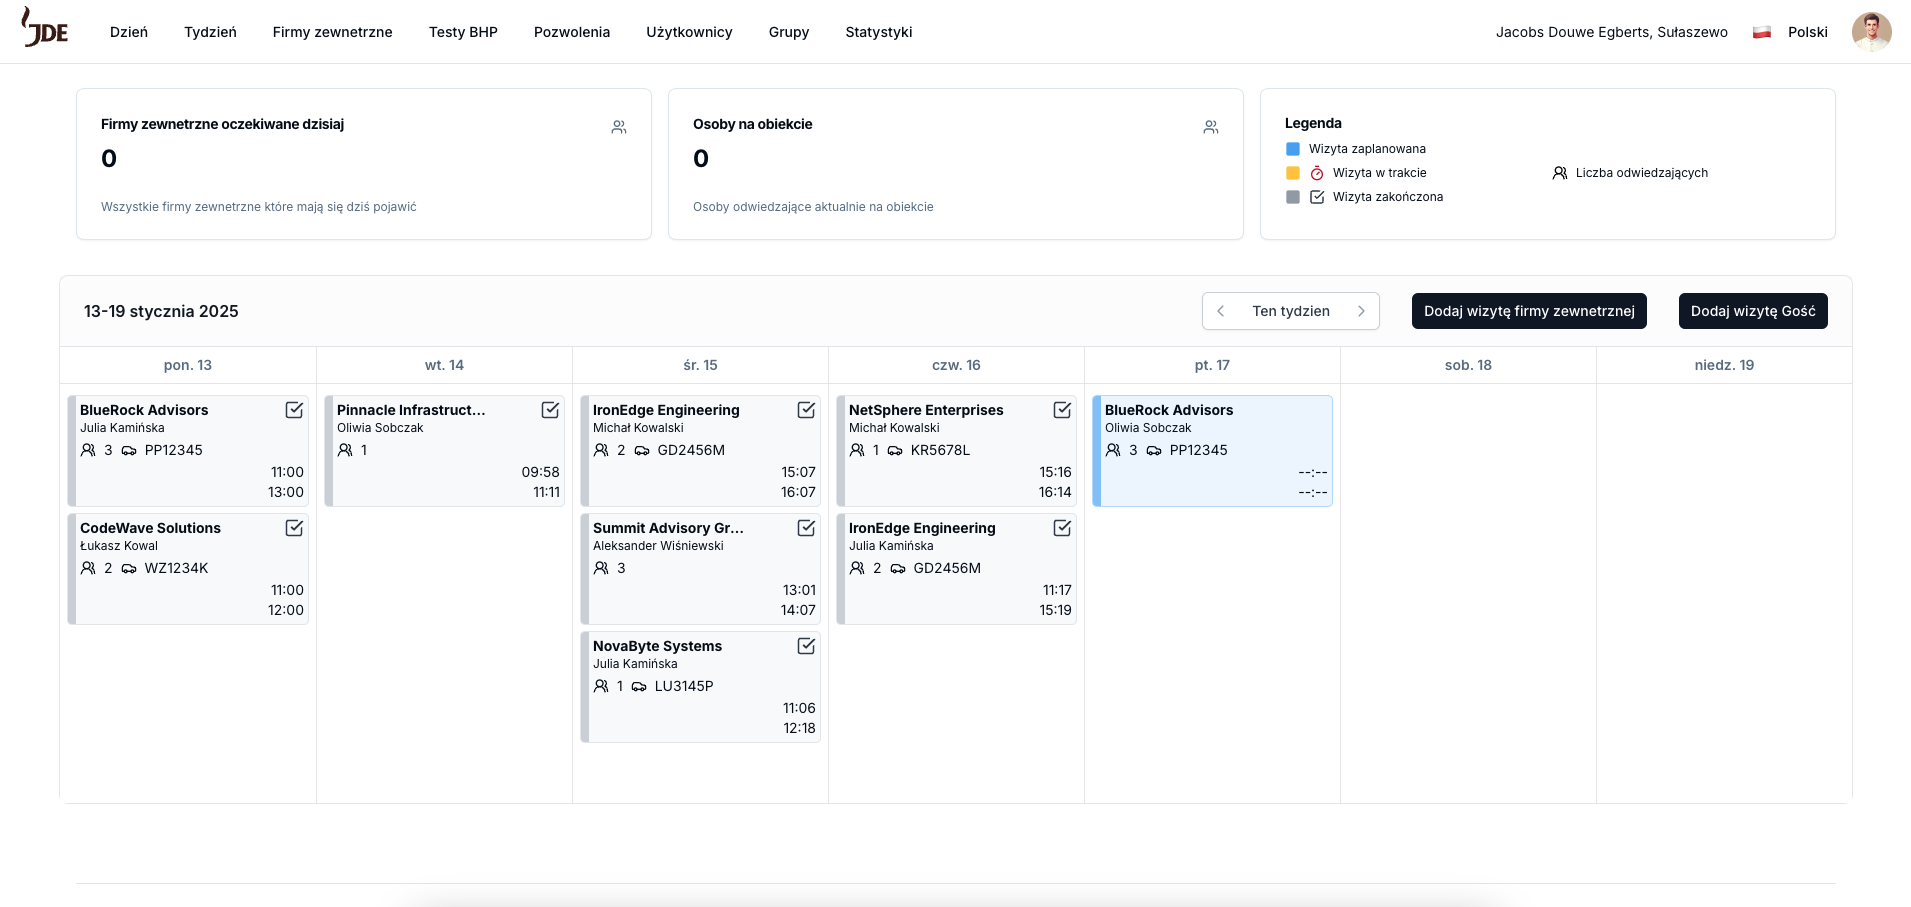 JDE
Dzień Tydzień Firmy zewnetrzne Testy BHP Pozwolenia Użytkownicy Grupy Statystyki Jacobs Douwe Egberts, Sułaszewo Polski
Firmy zewnetrzne oczekiwane dzisiaj
0
Wszystkie firmy zewnetrzne które mają się dziś pojawić
Osoby na obiekcie
0
Osoby odwiedzające aktualnie na obiekcie
Legenda
Wizyta zaplanowana
Wizyta w trakcie
Wizyta zakończona
Liczba odwiedzających
13-19 stycznia 2025
Ten tydzien
Dodaj wizytę firmy zewnetrznej
Dodaj wizytę Gość
pon. 13
BlueRock Advisors
Julia Kamińska
3 PP12345
11:00
13:00
CodeWave Solutions
Łukasz Kowal
2 WZ1234K
11:00
12:00
wt. 14
Pinnacle Infrastruct...
Oliwia Sobczak
1
09:58
11:11
śr. 15
IronEdge Engineering
Michał Kowalski
2 GD2456M
15:07
16:07
Summit Advisory Gr...
Aleksander Wiśniewski
3
13:01
14:07
NovaByte Systems
Julia Kamińska
1 LU3145P
11:06
12:18
czw. 16
NetSphere Enterprises
Michał Kowalski
1 KR5678L
15:16
16:14
IronEdge Engineering
Julia Kamińska
2 GD2456M
11:17
15:19
pt. 17
BlueRock Advisors
Oliwia Sobczak
3 PP12345
--:--
--:--
sob. 18
niedz. 19